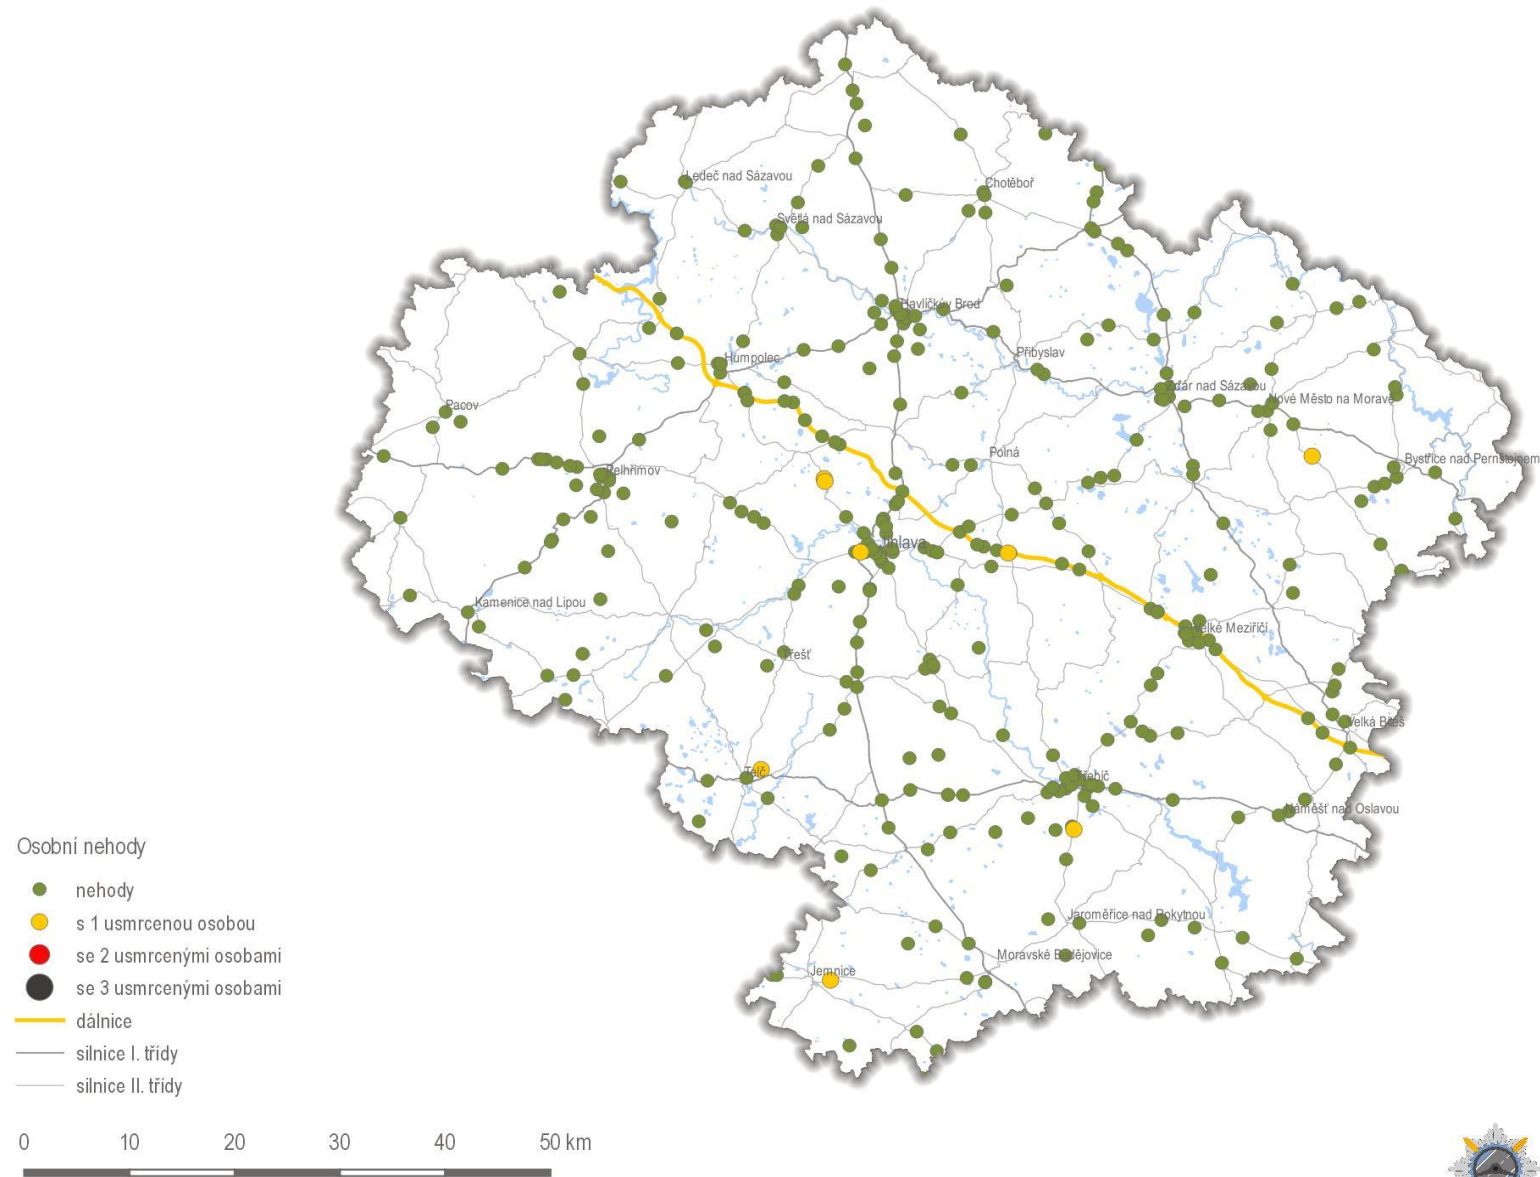 Ledeč nad Sázavou
Chotěboř
Světlá nad Sázavou
Havlíčkův Brod
Přibyslav
Humpolec
Žďár nad Sázavou
Nové Město na Moravě
Pacov
Polná
Bystřice nad Pernštejnem
Pelhřimov
Jihlava
Kamenice nad Lipou
Velké Meziříčí
Třešť
Velká Bíteš
Telč
Třebíč
Náměšť nad Oslavou
Osobní nehody
nehody
Jaroměřice nad Rokytnou
s 1 usmrcenou osobou
se 2 usmrcenými osobami
Moravské Budějovice
Jemnice
se 3 usmrcenými osobami
dálnice
silnice I. třídy
silnice II. třídy
0 10 20 30 40 50 km